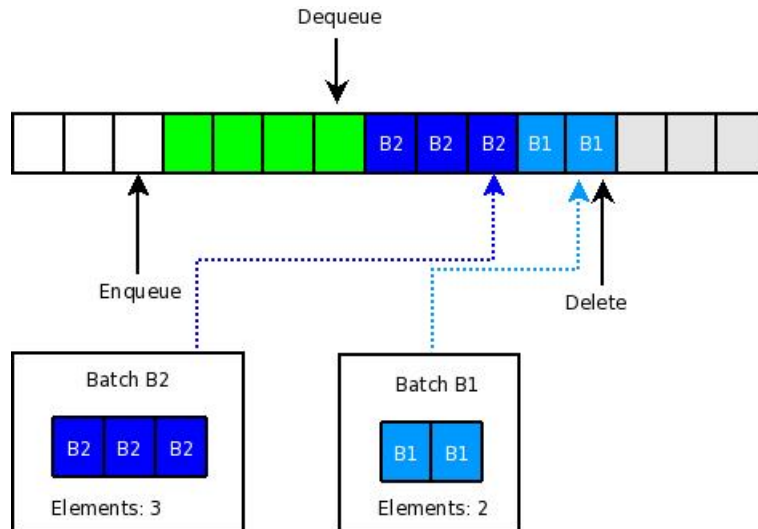 Dequeue
B2 B2 B2 B1 B1
Enqueue
Delete
Batch B2
B2 B2 B2
Elements: 3
Batch B1
B1 B1
Elements: 2